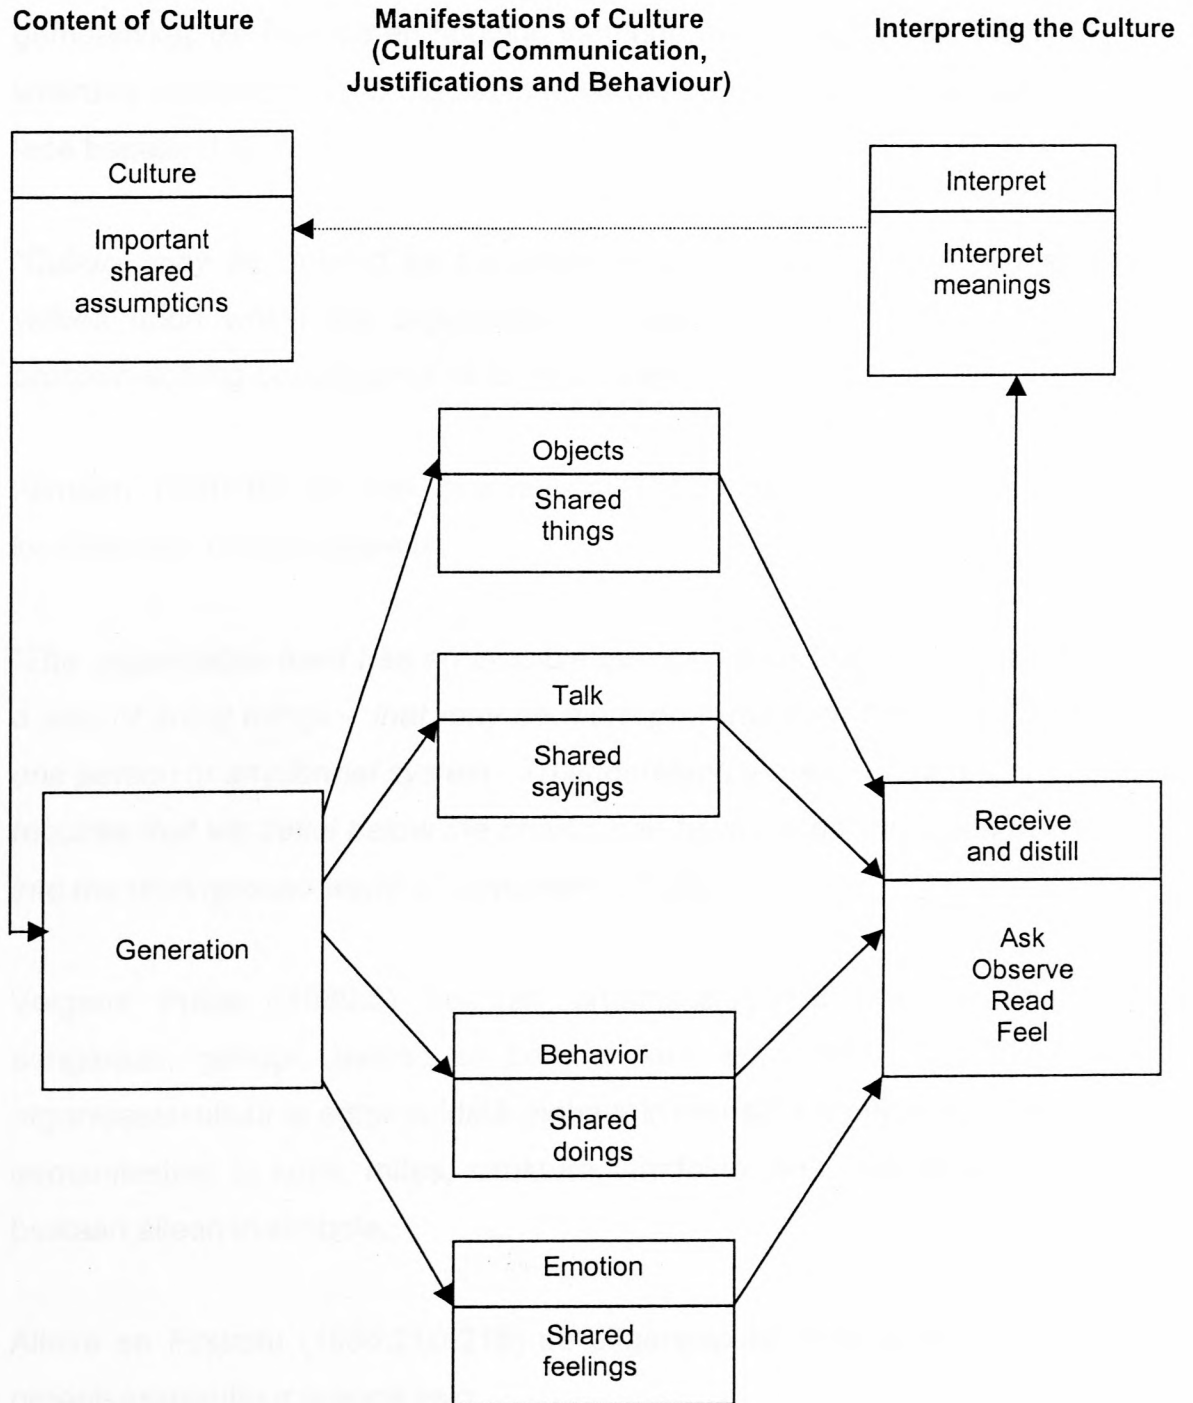 Content of Culture
Manifestations of Culture
(Cultural Communication,
Justifications and Behaviour)
Interpreting the Culture
Culture
Important
shared
assumptions
Interpret
Interpret
meanings
Objects
Shared
things
Talk
Shared
sayings
Generation
Receive
and distill
Ask
Observe
Read
Feel
Behavior
Shared
doings
Emotion
Shared
feelings